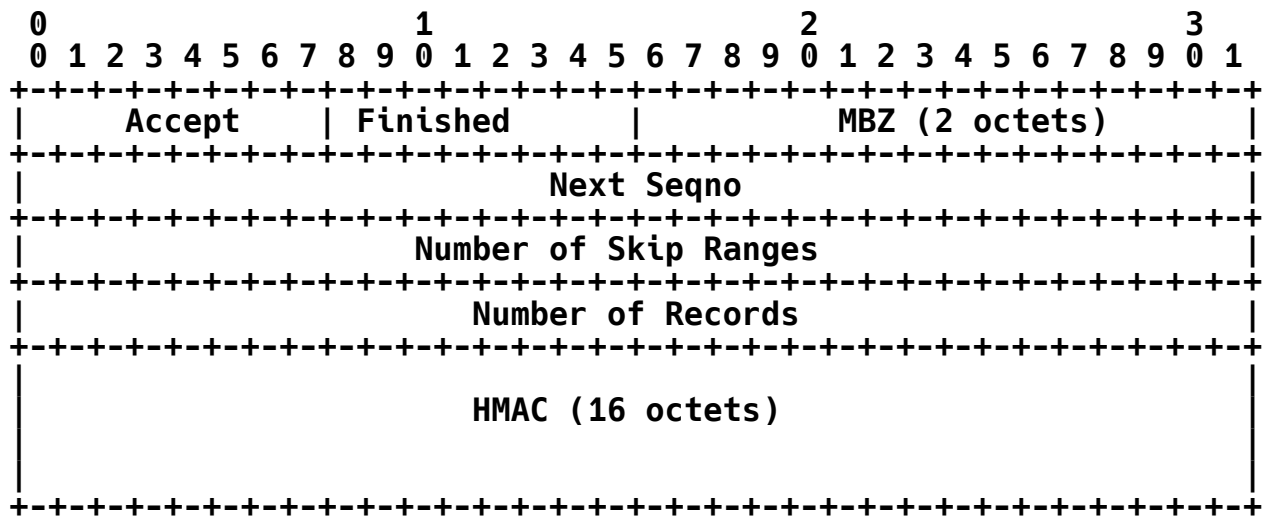 0                   1                   2                   3
0 1 2 3 4 5 6 7 8 9 0 1 2 3 4 5 6 7 8 9 0 1 2 3 4 5 6 7 8 9 0 1
+-+-+-+-+-+-+-+-+-+-+-+-+-+-+-+-+-+-+-+-+-+-+-+-+-+-+-+-+-+-+-+-+
|     Accept    | Finished      |          MBZ (2 octets)       |
+-+-+-+-+-+-+-+-+-+-+-+-+-+-+-+-+-+-+-+-+-+-+-+-+-+-+-+-+-+-+-+-+
|                           Next Seqno                          |
+-+-+-+-+-+-+-+-+-+-+-+-+-+-+-+-+-+-+-+-+-+-+-+-+-+-+-+-+-+-+-+-+
|                    Number of Skip Ranges                      |
+-+-+-+-+-+-+-+-+-+-+-+-+-+-+-+-+-+-+-+-+-+-+-+-+-+-+-+-+-+-+-+-+
|                       Number of Records                       |
+-+-+-+-+-+-+-+-+-+-+-+-+-+-+-+-+-+-+-+-+-+-+-+-+-+-+-+-+-+-+-+-+
|                                                               |
|                       HMAC (16 octets)                        |
|                                                               |
|                                                               |
+-+-+-+-+-+-+-+-+-+-+-+-+-+-+-+-+-+-+-+-+-+-+-+-+-+-+-+-+-+-+-+-+